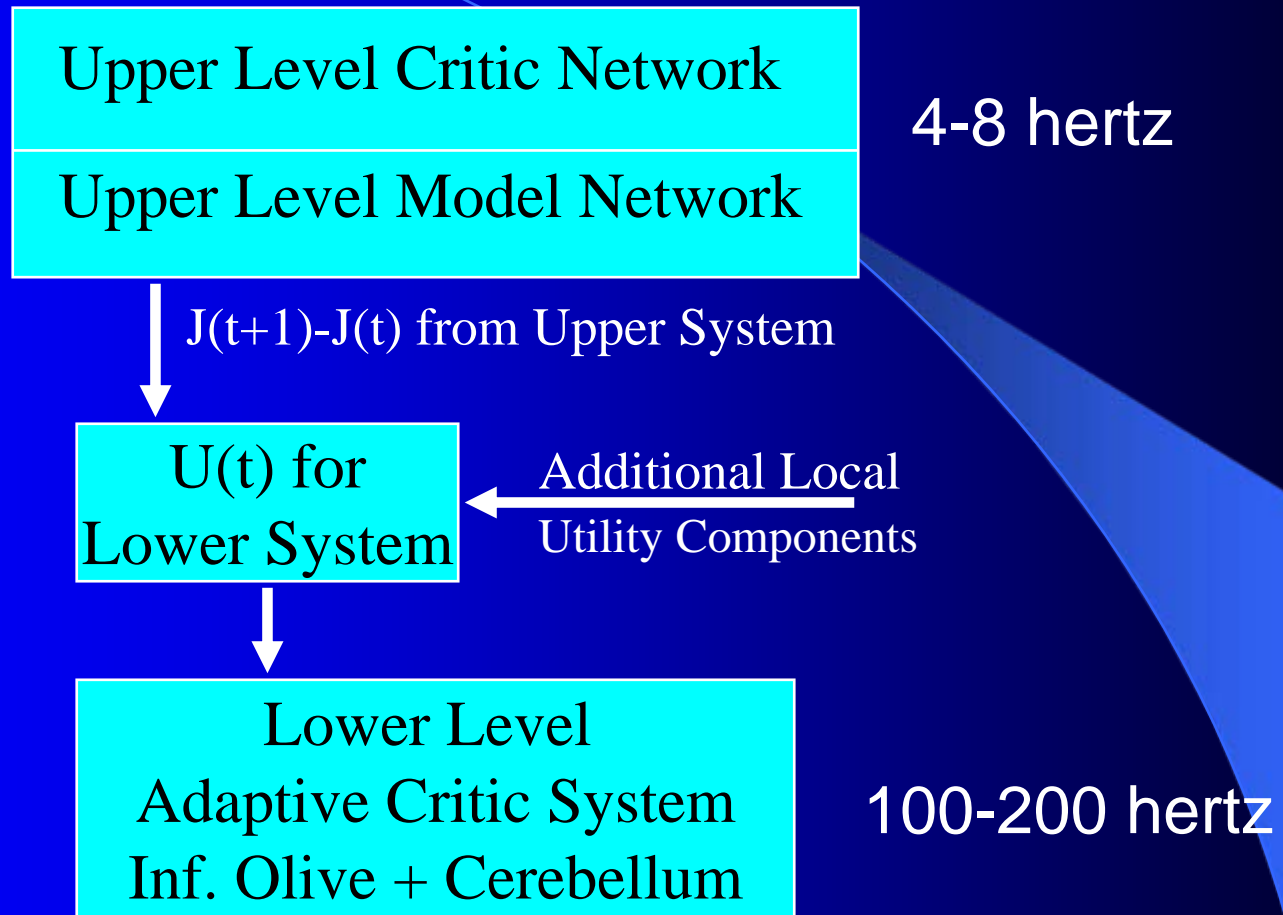 Upper Level Critic Network
4-8 hertz
Upper Level Model Network
J(t+1)-J(t) from Upper System
U(t) for
Lower System
Additional Local
Utility Components
Lower Level
Adaptive Critic System
Inf. Olive + Cerebellum
100-200 hertz